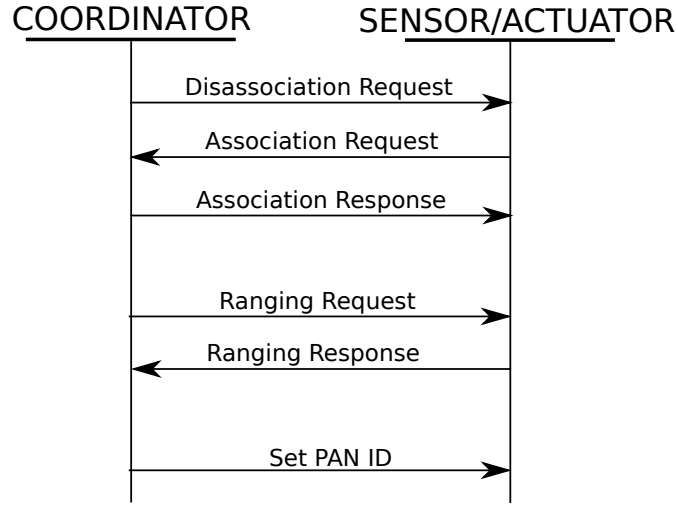 COORDINATOR
SENSOR/ACTUATOR
Disassociation Request
Association Request
Association Response
Ranging Request
Ranging Response
Set PAN ID